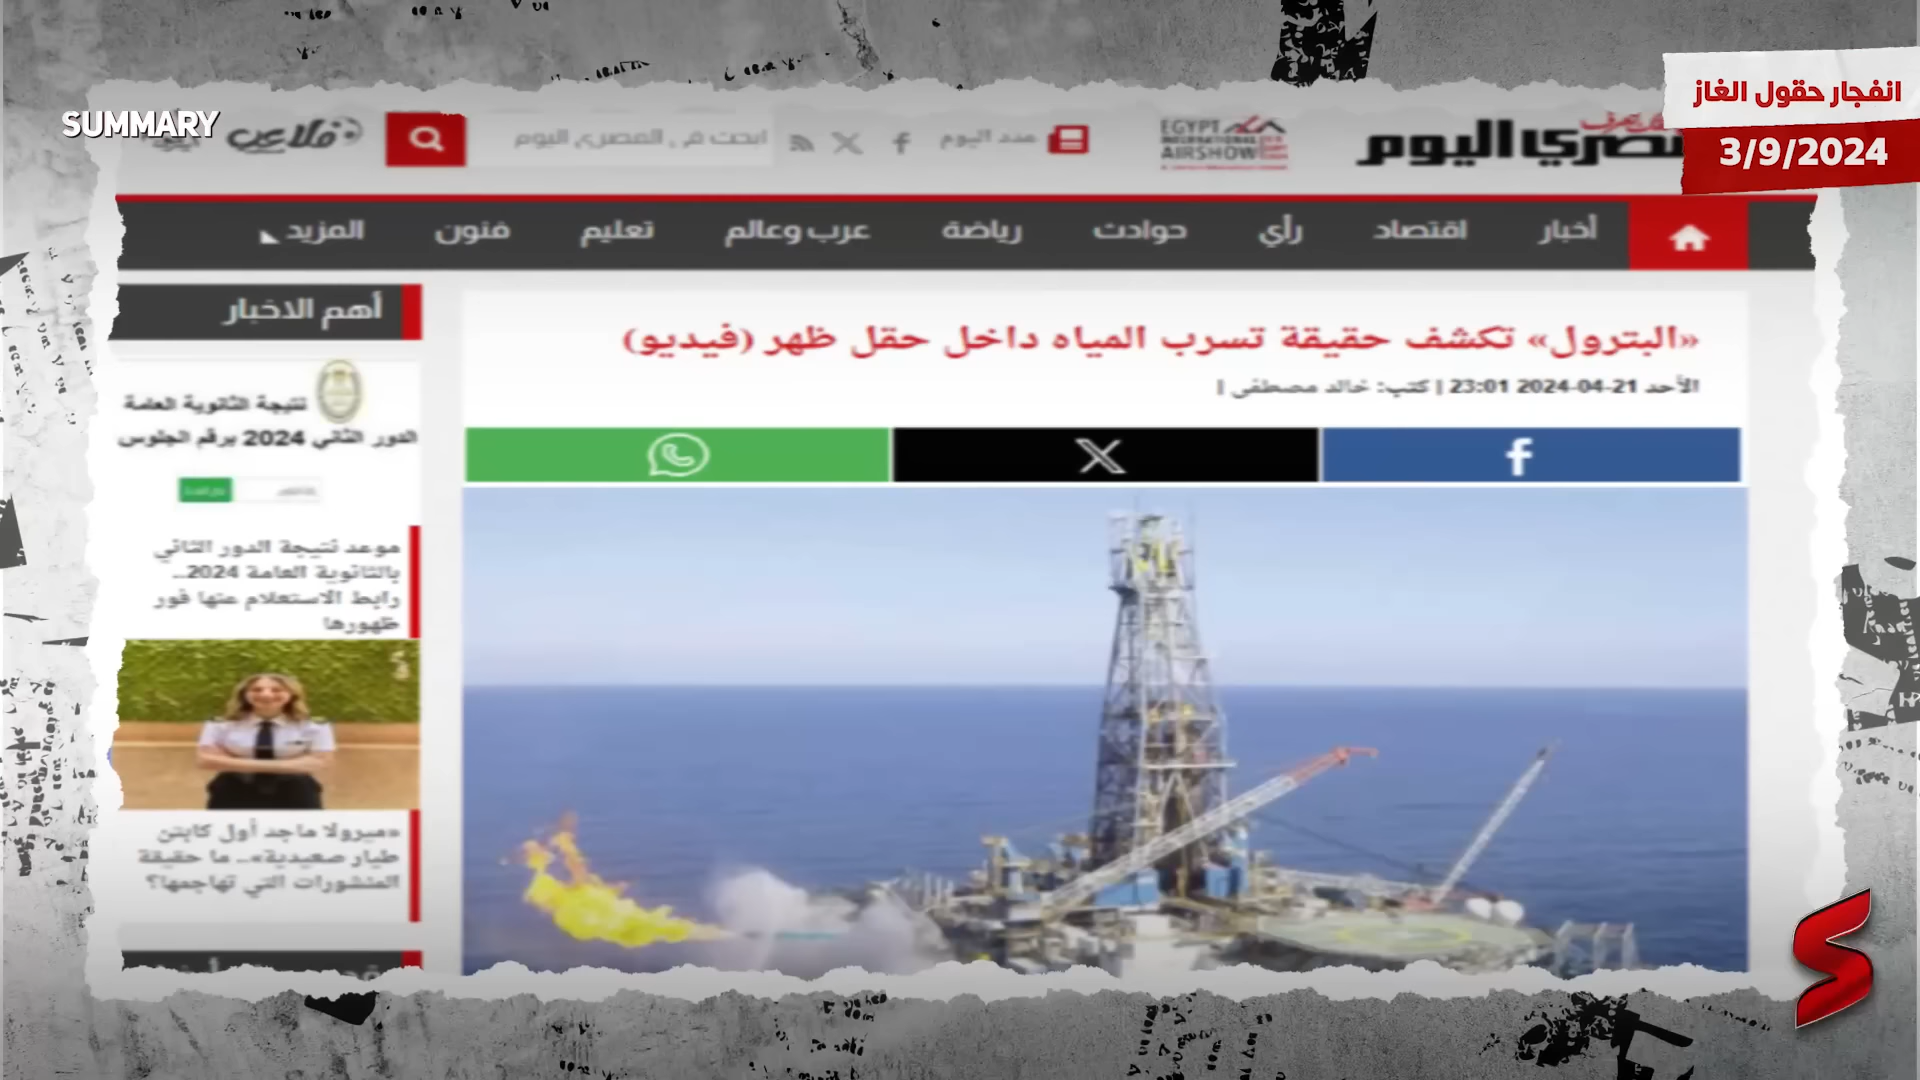 SUMMARY
انفجار حقول الغاز
3/9/2024
المصري اليوم
EGYPT
INTERNATIONAL
AIRSHOW
عدد اليوم
ابحث في المصري اليوم
ملاعب
أخبار
اقتصاد
رأي
حوادث
رياضة
عرب وعالم
تعليم
فنون
المزيد
«البترول» تكشف حقيقة تسرب المياه داخل حقل ظهر (فيديو)
الأحد 21-04-2024 23:01 | كتب: خالد مصطفى |
أهم الاخبار
نتيجة الثانوية العامة
الدور الثاني 2024 برقم الجلوس
موعد نتيجة الدور الثاني
بالثانوية العامة 2024..
رابط الاستعلام عنها فور
ظهورها
«ميرولا ماجد أول كابتن
طيار صعيدية».. ما حقيقة
المنشورات التي تهاجمها؟